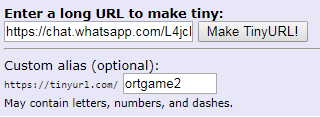 Enter a long URL to make tiny:
https://chat.whatsapp.com/L4jcl Make TinyURL!
Custom alias (optional):
https://tinyurl.com/ ortgame2
May contain letters, numbers, and dashes.